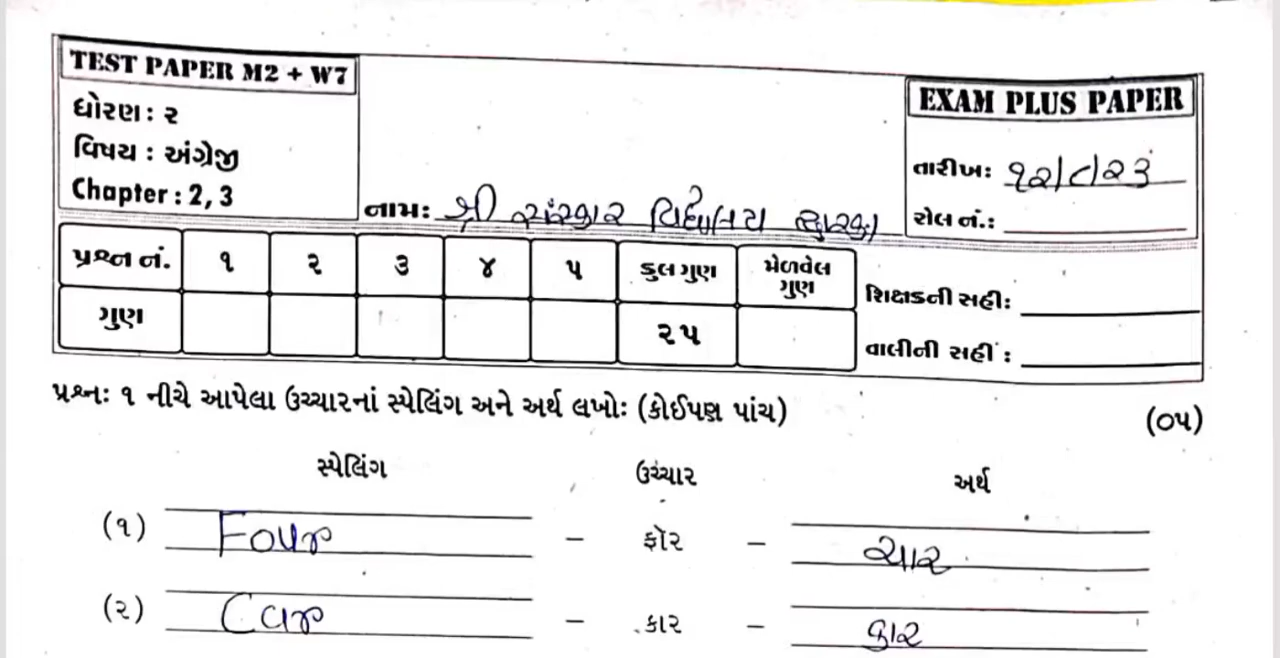 TEST PAPER M2 + W7
ધોરણ: ૨
વિષય : અંગ્રેજી
Chapter : 2, 3
નામ: શ્રી સંસ્કાર વિદ્યાલય
EXAM PLUS PAPER
તારીખ: ૧૨/૮/૨૩
રોલ નં.:
પ્રશ્ન નં. ૧ ૨ ૩ ૪ ૫ કુલ ગુણ મેળવેલ ગુણ
ગુણ ૨૫
શિક્ષકની સહી:
વાલીની સહીં :
પ્રશ્ન: ૧ નીચે આપેલા ઉચ્ચારનાં સ્પેલિંગ અને અર્થ લખો: (કોઈપણ પાંચ) (૦૫)
સ્પેલિંગ ઉચ્ચાર અર્થ
(૧) Four – ફોર – ચાર
(૨) Car – કાર – કાર